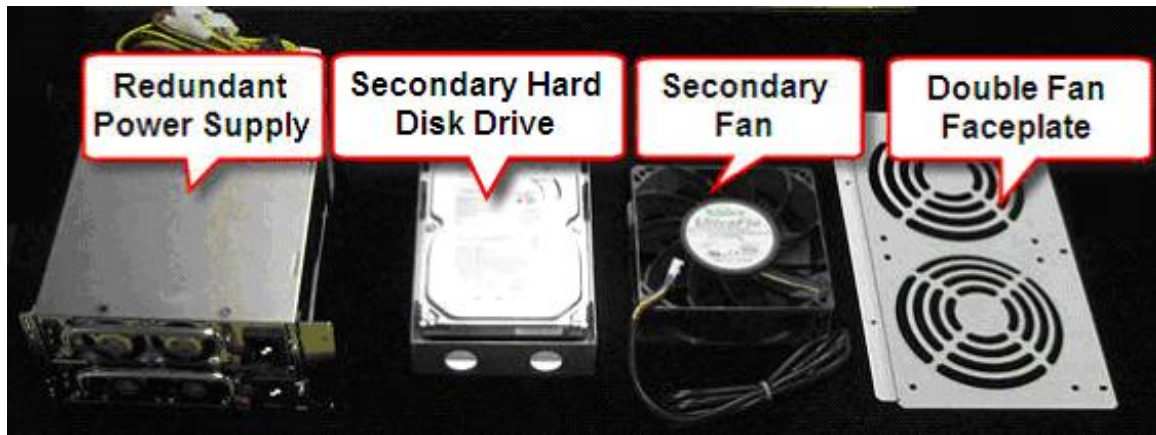 Redundant
Power Supply
Secondary Hard
Disk Drive
Secondary
Fan
Double Fan
Faceplate